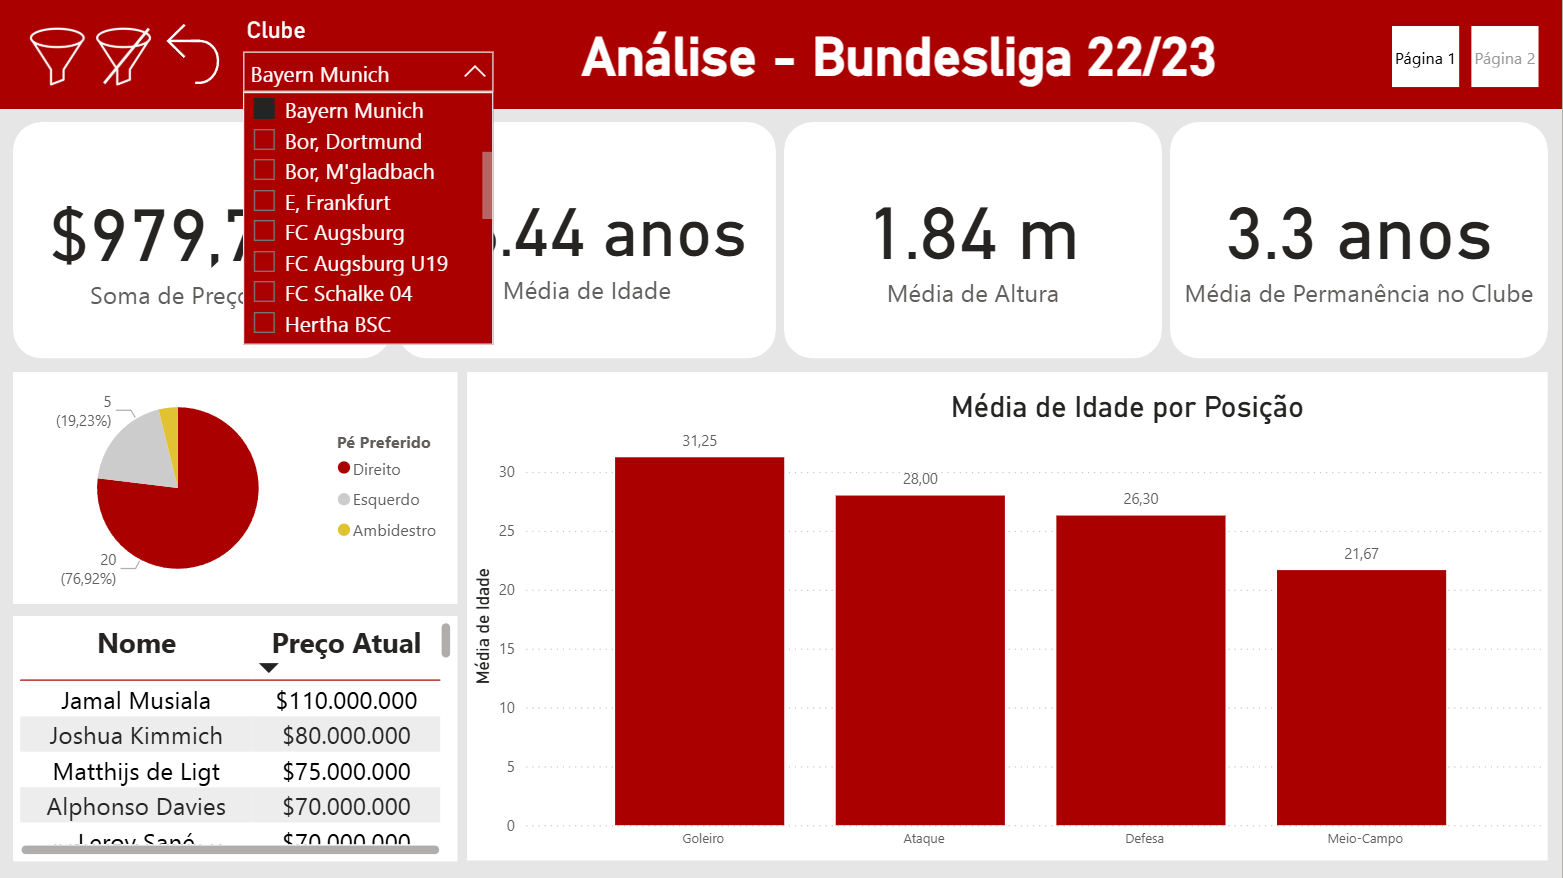 Clube
Bayern Munich
Análise - Bundesliga 22/23
Página 1
Página 2
Bayern Munich
Bor, Dortmund
Bor, M'gladbach
E, Frankfurt
FC Augsburg
FC Augsburg U19
FC Schalke 04
Hertha BSC
$979,
Soma de
.44 anos
Média de Idade
1.84 m
Média de Altura
3.3 anos
Média de Permanência no Clube
5
(19,23%)
20
(76,92%)
Pé Preferido
Direito
Esquerdo
Ambidestro
Nome Preço Atual
Jamal Musiala $110.000.000
Joshua Kimmich $80.000.000
Matthijs de Ligt $75.000.000
Alphonso Davies $70.000.000
Leroy Sané $70.000.000
Média de Idade por Posição
Média de Idade
30
25
20
15
10
5
0
31,25
28,00
26,30
21,67
Goleiro
Ataque
Defesa
Meio-Campo